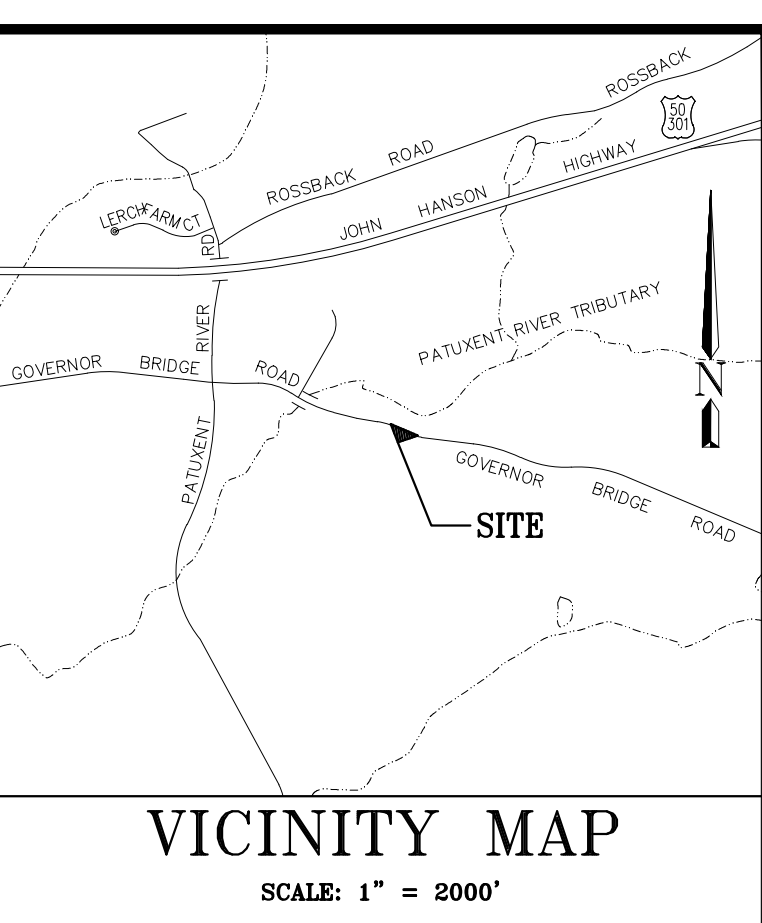 ROSSBACK
50
301
ROSSBACK ROAD
JOHN HANSON HIGHWAY
LERCH FARM CT
RD
PATUXENT RIVER TRIBUTARY
RIVER
GOVERNOR BRIDGE ROAD
N
PATUXENT
GOVERNOR BRIDGE ROAD
SITE
VICINITY MAP
SCALE: 1" = 2000'